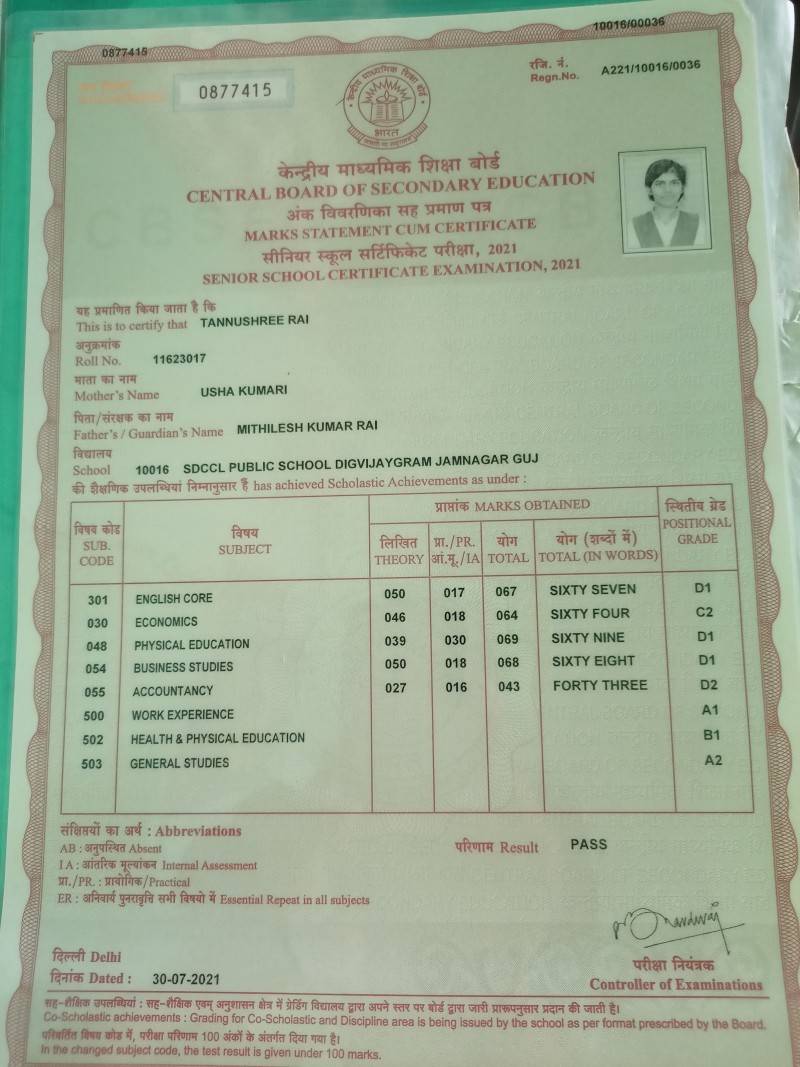 10016/00036
0877415
0877415
रजि. नं.
Regn.No. A221/10016/0036
भारत
केन्द्रीय माध्यमिक शिक्षा बोर्ड
CENTRAL BOARD OF SECONDARY EDUCATION
अंक विवरणिका सह प्रमाण पत्र
MARKS STATEMENT CUM CERTIFICATE
सीनियर स्कूल सर्टिफिकेट परीक्षा, 2021
SENIOR SCHOOL CERTIFICATE EXAMINATION, 2021
यह प्रमाणित किया जाता है कि
This is to certify that TANNUSHREE RAI
अनुक्रमांक
Roll No. 11623017
माता का नाम
Mother's Name USHA KUMARI
पिता/संरक्षक का नाम
Father's / Guardian's Name MITHILESH KUMAR RAI
विद्यालय
School 10016 SDCCL PUBLIC SCHOOL DIGVIJAYGRAM JAMNAGAR GUJ
की शैक्षणिक उपलब्धियां निम्नानुसार हैं has achieved Scholastic Achievements as under :
विषय कोड SUB. CODE
विषय SUBJECT
प्राप्तांक MARKS OBTAINED
लिखित THEORY
प्रा./PR. आं.मू./IA
योग TOTAL
योग (शब्दों में) TOTAL (IN WORDS)
स्थितीय ग्रेड POSITIONAL GRADE
301 ENGLISH CORE 050 017 067 SIXTY SEVEN D1
030 ECONOMICS 046 018 064 SIXTY FOUR C2
048 PHYSICAL EDUCATION 039 030 069 SIXTY NINE D1
054 BUSINESS STUDIES 050 018 068 SIXTY EIGHT D1
055 ACCOUNTANCY 027 016 043 FORTY THREE D2
500 WORK EXPERIENCE A1
502 HEALTH & PHYSICAL EDUCATION B1
503 GENERAL STUDIES A2
संक्षिप्तियों का अर्थ : Abbreviations
AB : अनुपस्थित Absent
परिणाम Result PASS
I A : आंतरिक मूल्यांकन Internal Assessment
प्रा./PR. : प्रायोगिक/Practical
ER : अनिवार्य पुनरावृत्ति सभी विषयो में Essential Repeat in all subjects
दिल्ली Delhi
दिनांक Dated : 30-07-2021
परीक्षा नियंत्रक
Controller of Examinations
सह-शैक्षिक उपलब्धियां : सह-शैक्षिक एवम् अनुशासन क्षेत्र में ग्रेडिंग विद्यालय द्वारा अपने स्तर पर बोर्ड द्वारा जारी प्रारूपनुसार प्रदान की जाती है।
Co-Scholastic achievements : Grading for Co-Scholastic and Discipline area is being issued by the school as per format prescribed by the Board.
परिवर्तित विषय कोड में, परीक्षा परिणाम 100 अंकों के अंतर्गत दिया गया है।
In the changed subject code, the test result is given under 100 marks.